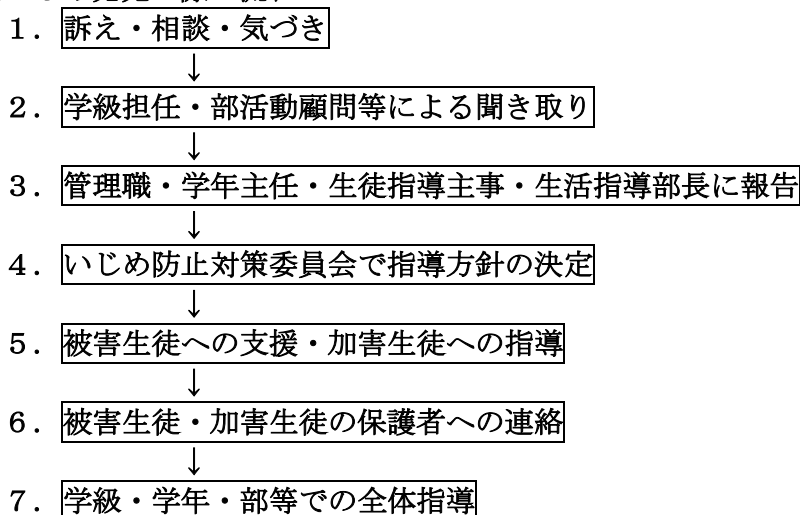 １．訴え・相談・気づき
↓
２．学級担任・部活動顧問等による聞き取り
↓
３．管理職・学年主任・生徒指導主事・生活指導部長に報告
↓
４．いじめ防止対策委員会で指導方針の決定
↓
５．被害生徒への支援・加害生徒への指導
↓
６．被害生徒・加害生徒の保護者への連絡
↓
７．学級・学年・部等での全体指導